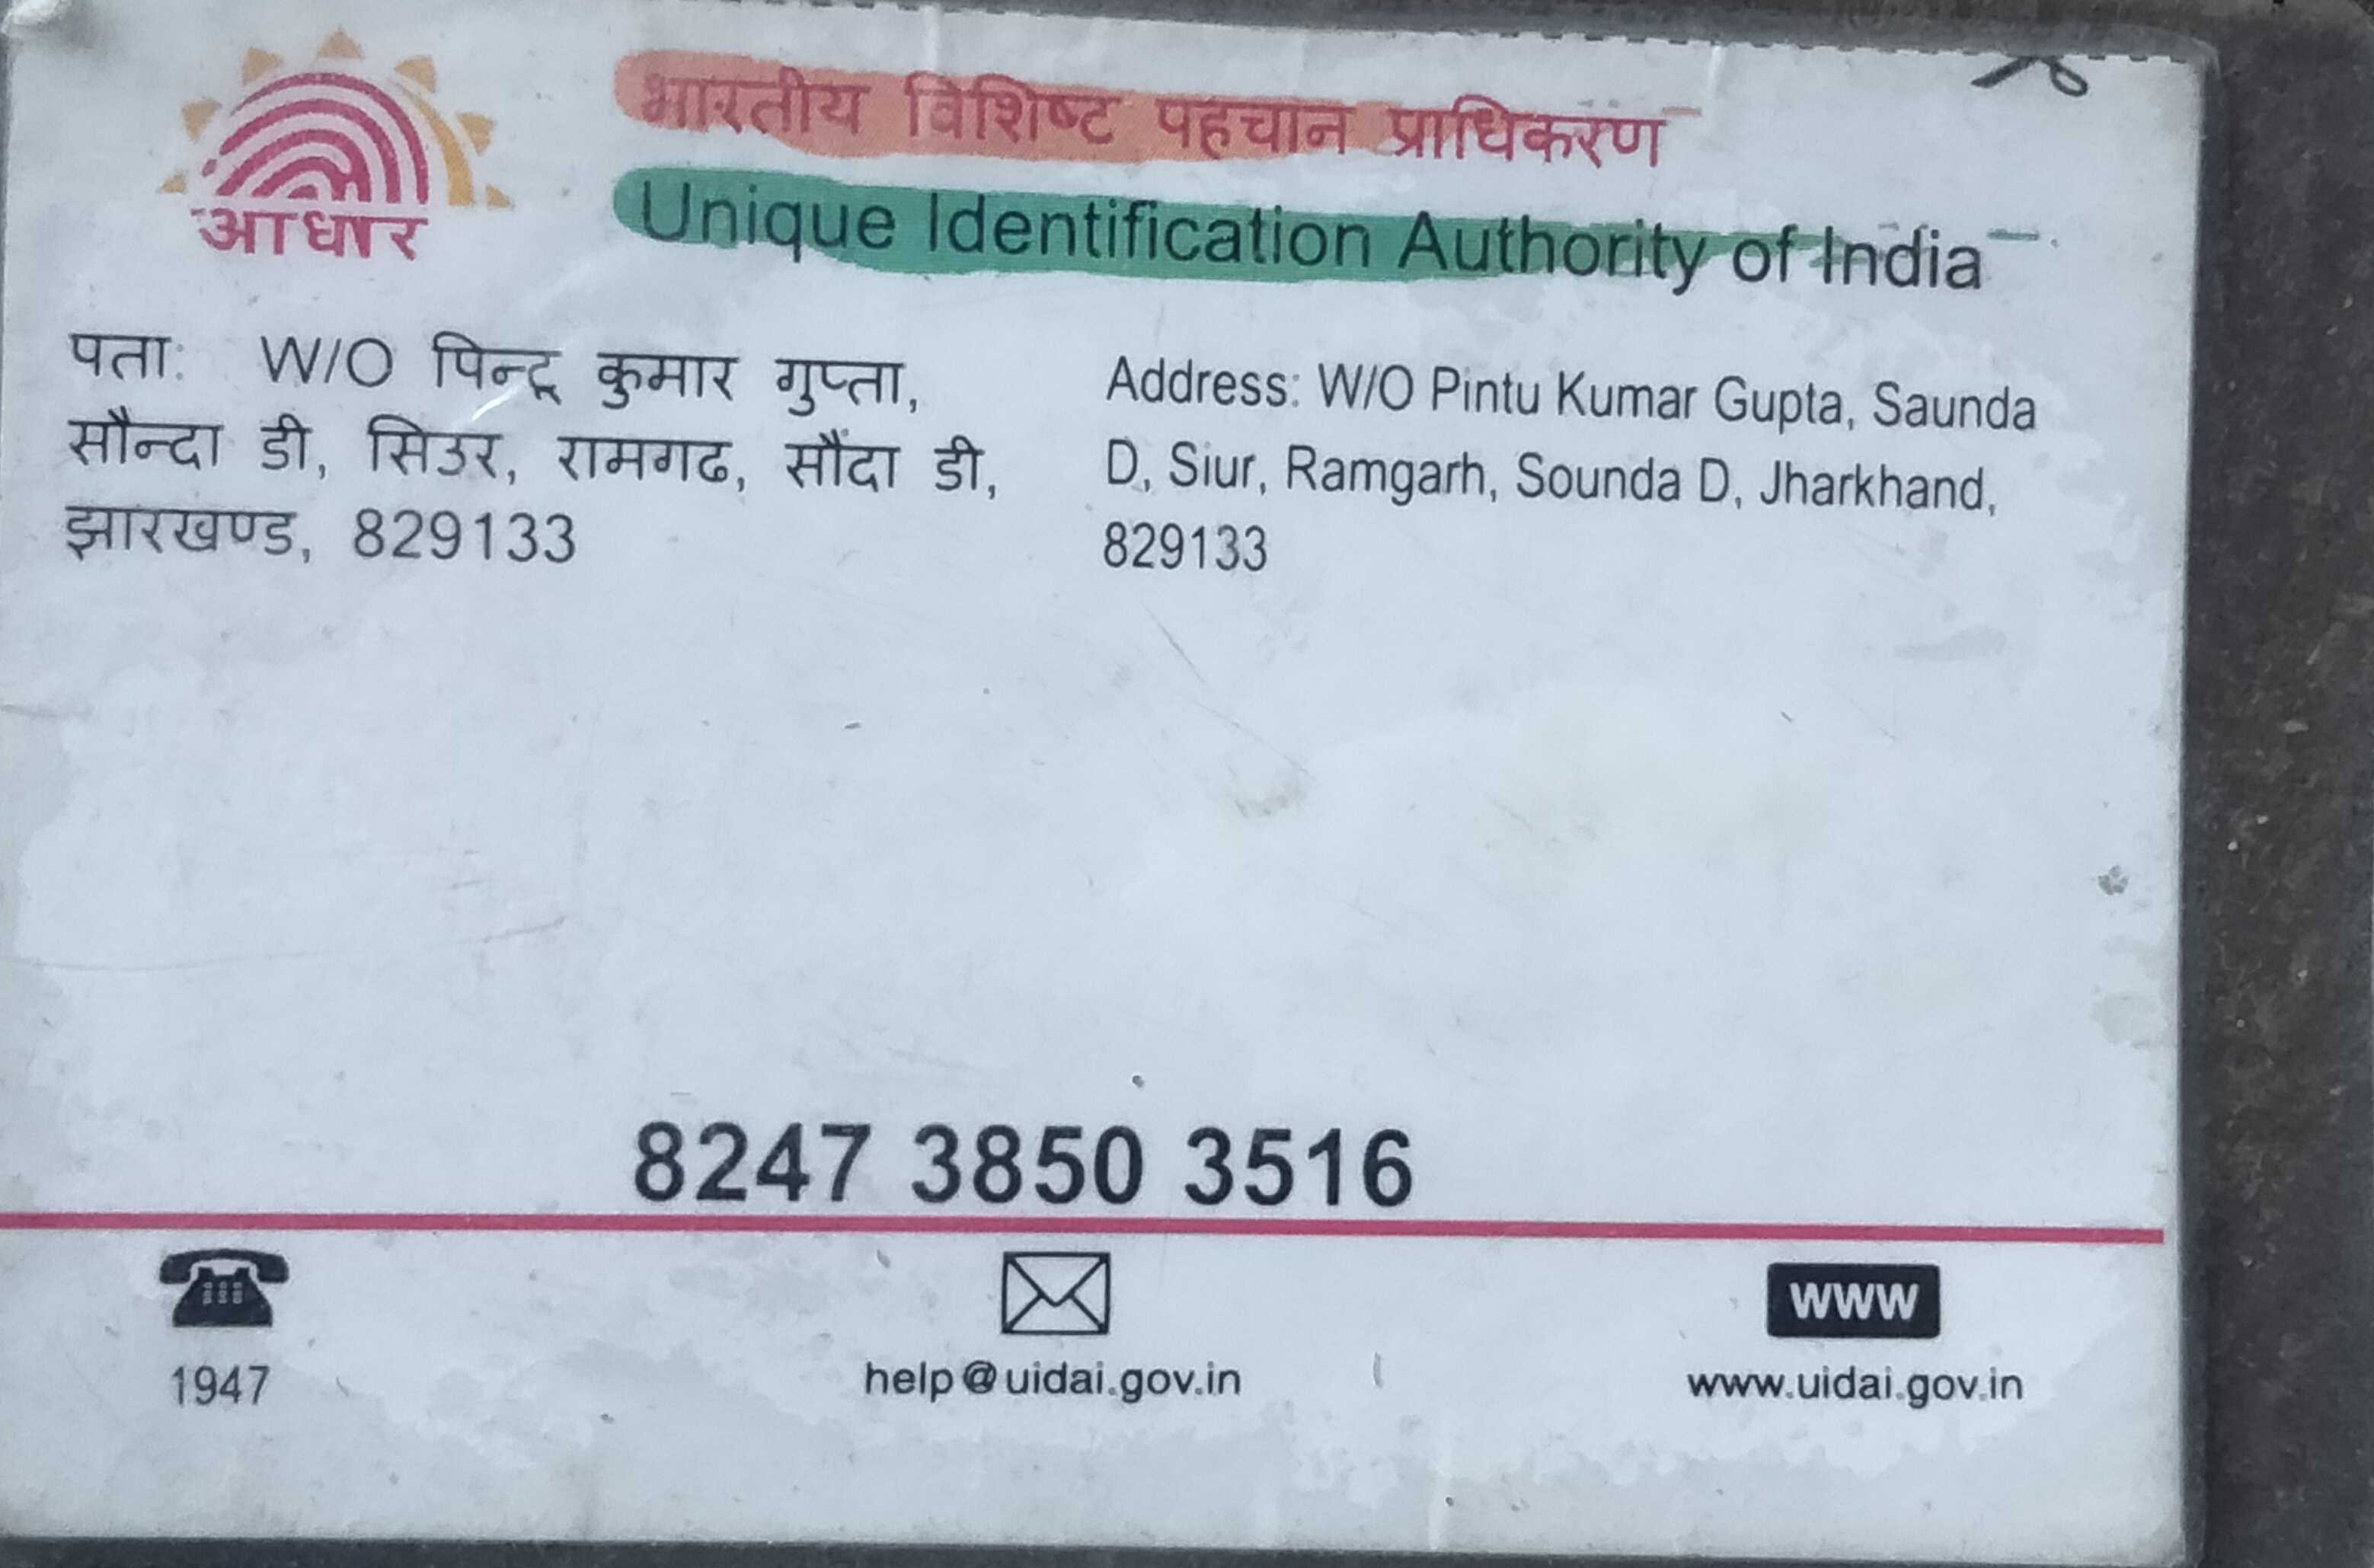 भारतीय विशिष्ट पहचान प्राधिकरण
Unique Identification Authority of India
आधार
पता: W/O पिन्टू कुमार गुप्ता,
सौन्दा डी, सिउर, रामगढ, सौंदा डी,
झारखण्ड, 829133
Address: W/O Pintu Kumar Gupta, Saunda
D, Siur, Ramgarh, Sounda D, Jharkhand,
829133
8247 3850 3516
1947
help@uidai.gov.in
WWW
www.uidai.gov.in